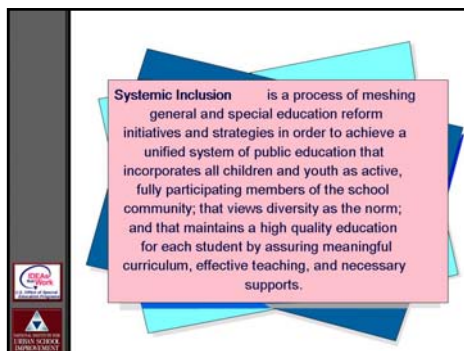 Systemic Inclusion is a process of meshing
general and special education reform
initiatives and strategies in order to achieve a
unified system of public education that
incorporates all children and youth as active,
fully participating members of the school
community; that views diversity as the norm;
and that maintains a high quality education
for each student by assuring meaningful
curriculum, effective teaching, and necessary
supports.
IDEAs
that
Work
U.S. Office of Special
Education Programs
NATIONAL INSTITUTE FOR
URBAN SCHOOL
IMPROVEMENT